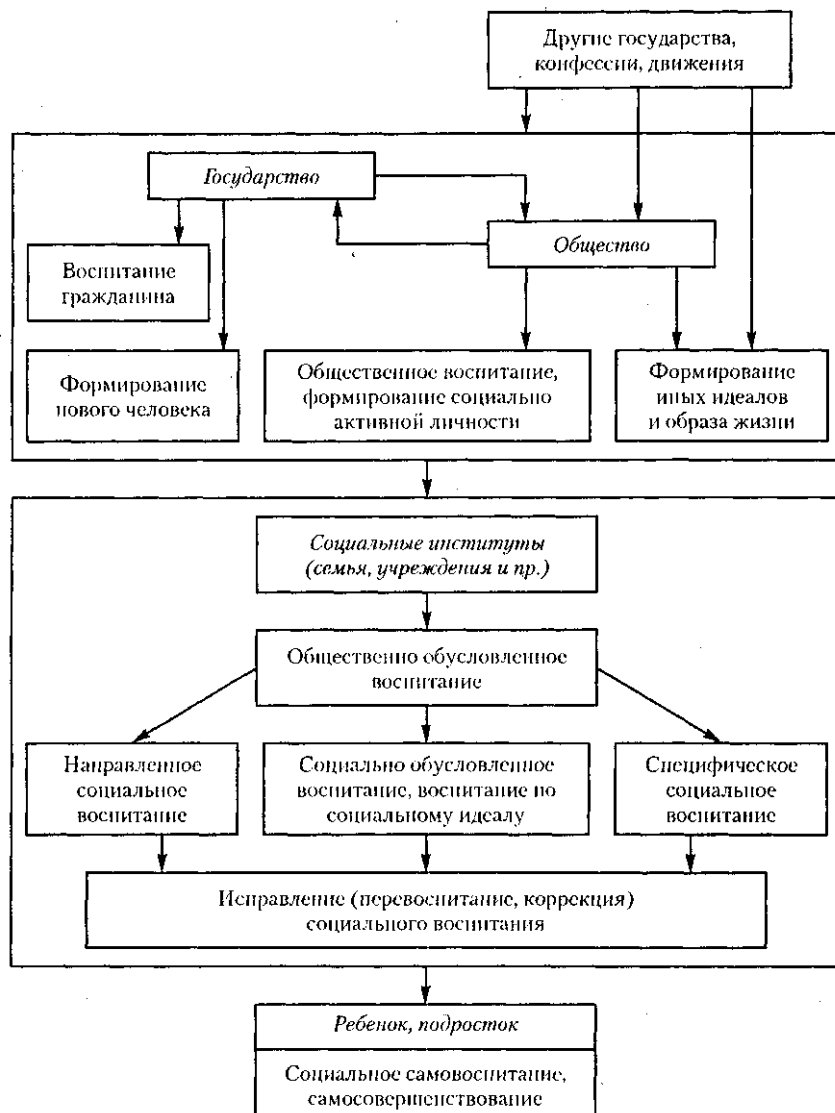 Другие государства,
конфессии, движения
Государство
Общество
Воспитание
гражданина
Формирование
нового человека
Общественное воспитание,
формирование социально
активной личности
Формирование
иных идеалов
и образа жизни
Социальные институты
(семья, учреждения и пр.)
Общественно обусловленное
воспитание
Направленное
социальное
воспитание
Социально обусловленное
воспитание, воспитание по
социальному идеалу
Специфическое
социальное
воспитание
Исправление (перевоспитание, коррекция)
социального воспитания
Ребенок, подросток
Социальное самовоспитание,
самосовершенствование